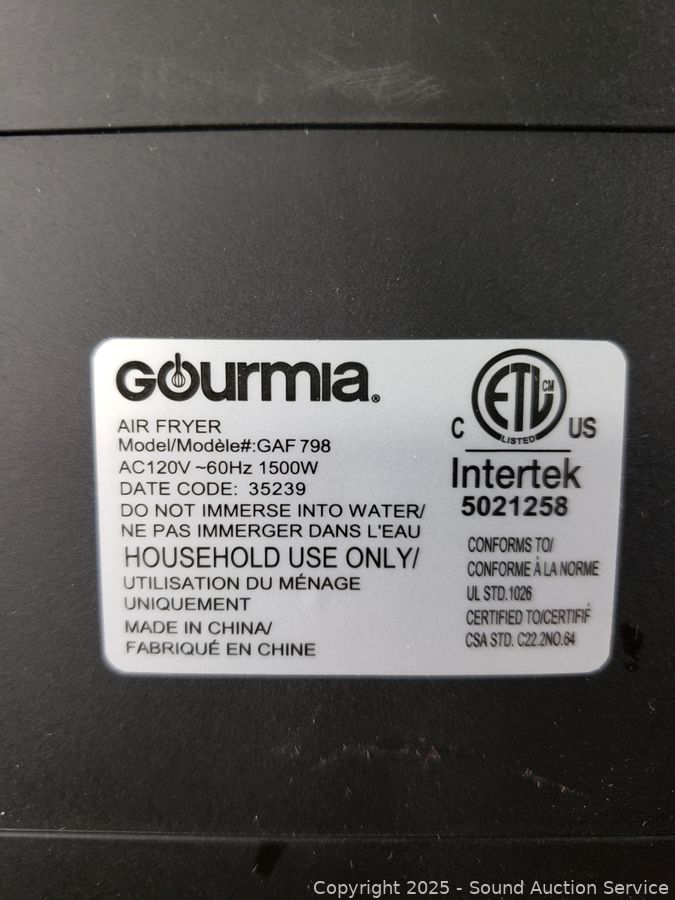 Gourmia®
AIR FRYER
Model/Modèle#:GAF 798
AC120V ~60Hz 1500W
DATE CODE: 35239
DO NOT IMMERSE INTO WATER/
NE PAS IMMERGER DANS L'EAU
HOUSEHOLD USE ONLY/
UTILISATION DU MÉNAGE
UNIQUEMENT
MADE IN CHINA/
FABRIQUÉ EN CHINE
ETL CM
LISTED
C US
Intertek
5021258
CONFORMS TO/
CONFORME À LA NORME
UL STD.1026
CERTIFIED TO/CERTIFIÉ
CSA STD. C22.2NO.64
Copyright 2025 - Sound Auction Service